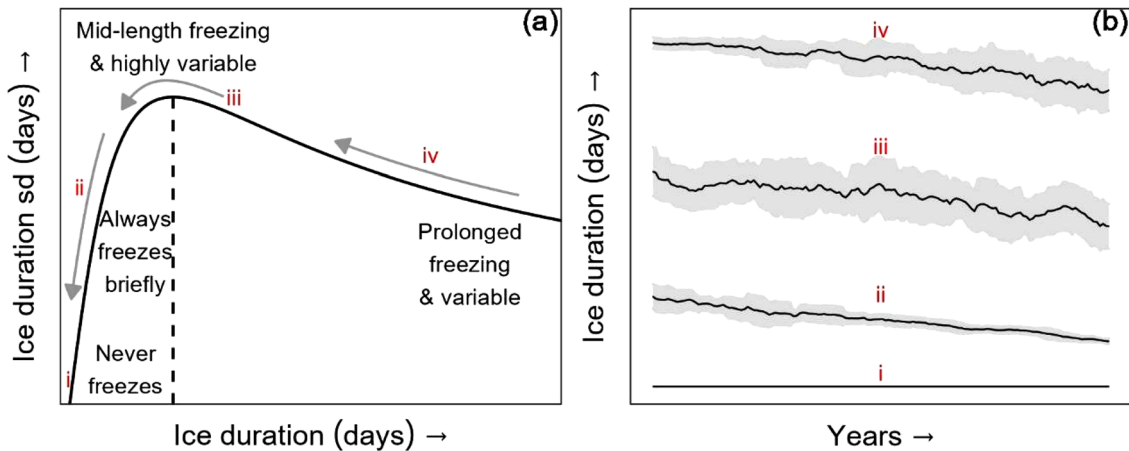 (a)
Mid-length freezing
& highly variable
iii
ii
iv
Always
freezes
briefly
Prolonged
freezing
& variable
Never
freezes
i
Ice duration sd (days) →
Ice duration (days) →
(b)
iv
iii
ii
i
Ice duration (days) →
Years →